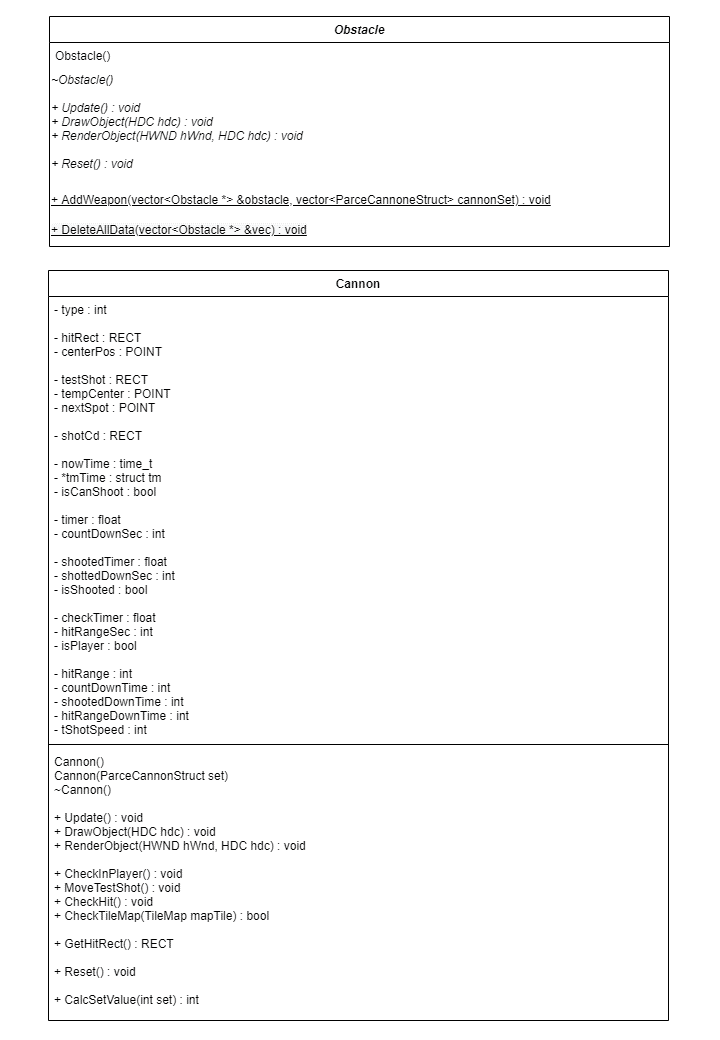 Obstacle
Obstacle()
~Obstacle()
+ Update() : void
+ DrawObject(HDC hdc) : void
+ RenderObject(HWND hWnd, HDC hdc) : void
+ Reset() : void
+ AddWeapon(vector<Obstacle *> &obstacle, vector<ParceCannoneStruct> cannonSet) : void
+ DeleteAllData(vector<Obstacle *> &vec) : void
Cannon
- type : int
- hitRect : RECT
- centerPos : POINT
- testShot : RECT
- tempCenter : POINT
- nextSpot : POINT
- shotCd : RECT
- nowTime : time_t
- *tmTime : struct tm
- isCanShoot : bool
- timer : float
- countDownSec : int
- shootedTimer : float
- shottedDownSec : int
- isShooted : bool
- checkTimer : float
- hitRangeSec : int
- isPlayer : bool
- hitRange : int
- countDownTime : int
- shootedDownTime : int
- hitRangeDownTime : int
- tShotSpeed : int
Cannon()
Cannon(ParceCannonStruct set)
~Cannon()
+ Update() : void
+ DrawObject(HDC hdc) : void
+ RenderObject(HWND hWnd, HDC hdc) : void
+ CheckInPlayer() : void
+ MoveTestShot() : void
+ CheckHit() : void
+ CheckTileMap(TileMap mapTile) : bool
+ GetHitRect() : RECT
+ Reset() : void
+ CalcSetValue(int set) : int